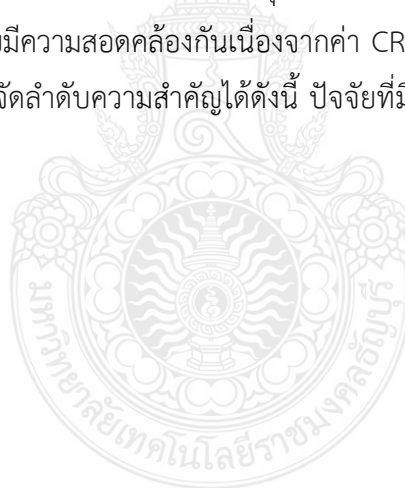 มีความสอดคล้องกันเนื่องจากค่า CR
จัดลำดับความสำคัญได้ดังนี้ ปัจจัยที่มี
มหาวิทยาลัยเทคโนโลยีราชมงคลธัญบุรี